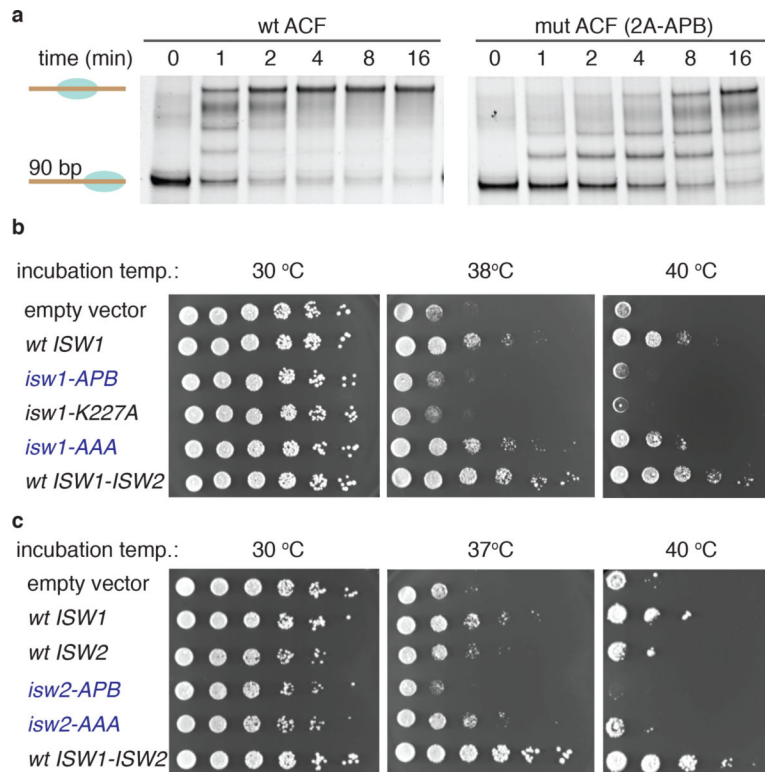 a
wt ACF
mut ACF (2A-APB)
time (min) 0 1 2 4 8 16 0 1 2 4 8 16
90 bp
b
incubation temp.: 30 °C 38°C 40 °C
empty vector
wt ISW1
isw1-APB
isw1-K227A
isw1-AAA
wt ISW1-ISW2
c
incubation temp.: 30 °C 37°C 40 °C
empty vector
wt ISW1
wt ISW2
isw2-APB
isw2-AAA
wt ISW1-ISW2